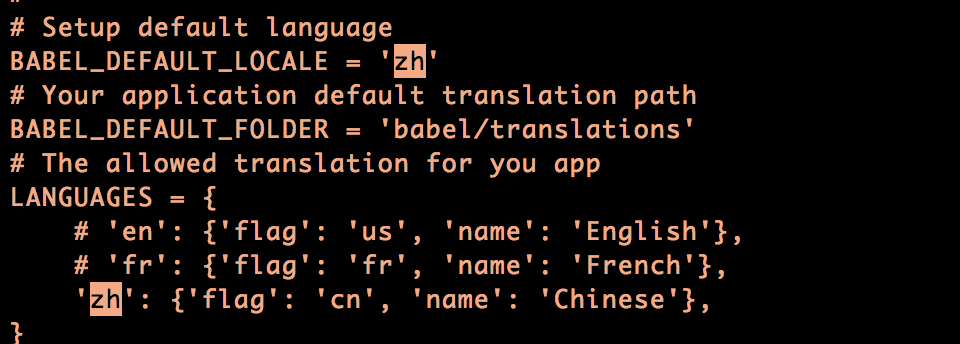 # Setup default language
BABEL_DEFAULT_LOCALE = 'zh'
# Your application default translation path
BABEL_DEFAULT_FOLDER = 'babel/translations'
# The allowed translation for you app
LANGUAGES = {
    # 'en': {'flag': 'us', 'name': 'English'},
    # 'fr': {'flag': 'fr', 'name': 'French'},
    'zh': {'flag': 'cn', 'name': 'Chinese'},
}